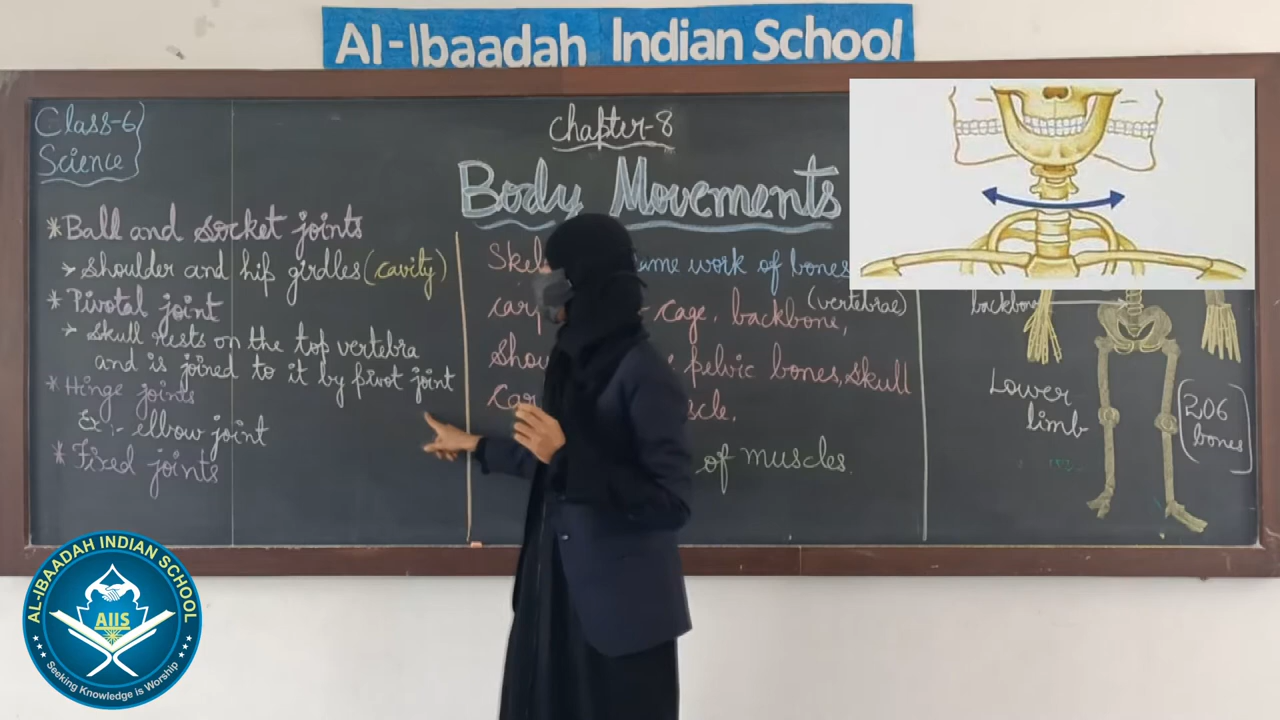 Al-Ibaadah Indian School
Class-6
Science
Chapter-8
Body Movements
* Ball and socket joints
> Shoulder and hip girdles (cavity)
* Pivotal joint
> Skull rests on the top vertebra
and is joined to it by pivot joint
* Hinge joints
Ex:- elbow joint
* Fixed joints
work of bones
(vertebrae)
cage, backbone,
pelvic bones, skull
of muscles.
backbone
Lower
limb
206
bones
AL-IBAADAH INDIAN SCHOOL
AIIS
Seeking Knowledge is Worship